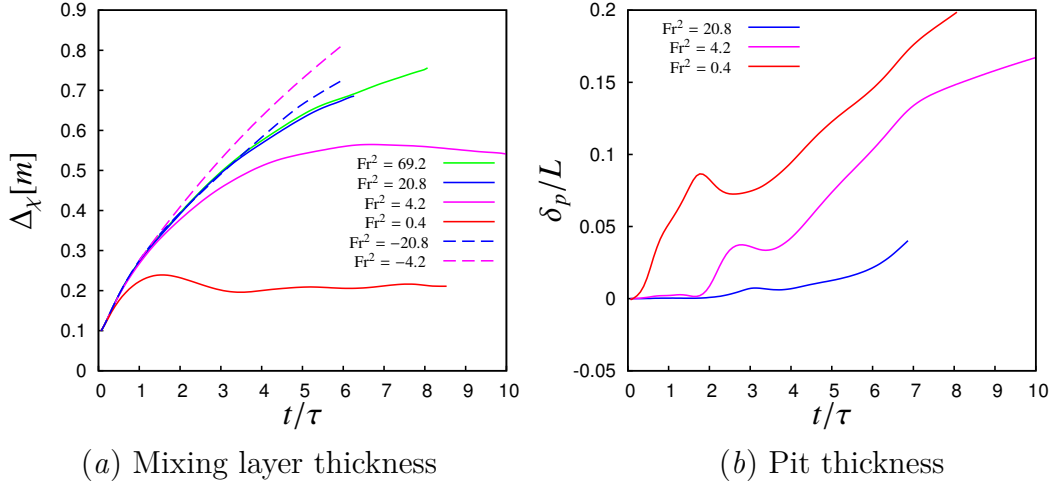 0.9
0.8
0.7
0.6
0.5
0.4
0.3
0.2
0.1
0
Δχ[m]
Fr² = 69.2
Fr² = 20.8
Fr² = 4.2
Fr² = 0.4
Fr² = −20.8
Fr² = −4.2
0 1 2 3 4 5 6 7 8 9 10
t/τ
(a) Mixing layer thickness
0.2
0.15
0.1
0.05
0
-0.05
δp/L
Fr² = 20.8
Fr² = 4.2
Fr² = 0.4
0 1 2 3 4 5 6 7 8 9 10
t/τ
(b) Pit thickness